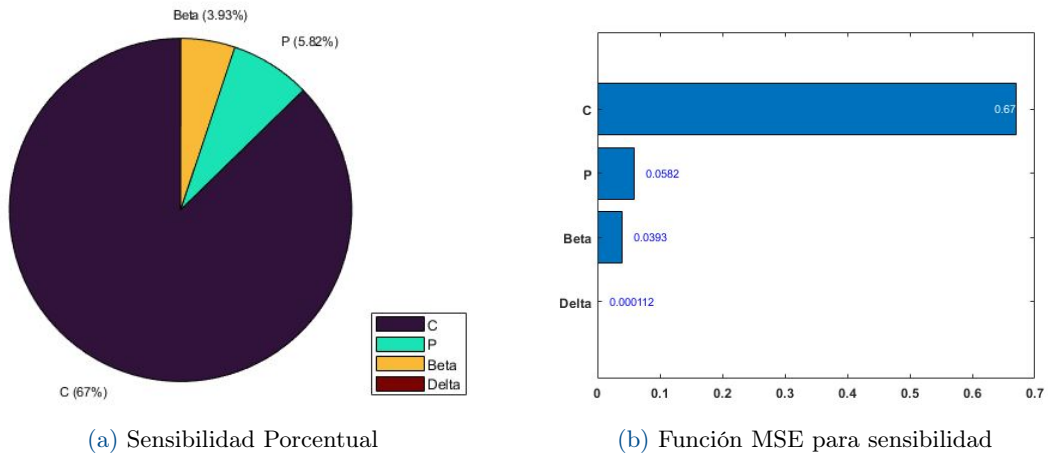 Beta (3.93%)
P (5.82%)
C (67%)
C
P
Beta
Delta
(a) Sensibilidad Porcentual
C
P
Beta
Delta
0.67
0.0582
0.0393
0.000112
0 0.1 0.2 0.3 0.4 0.5 0.6 0.7
(b) Función MSE para sensibilidad